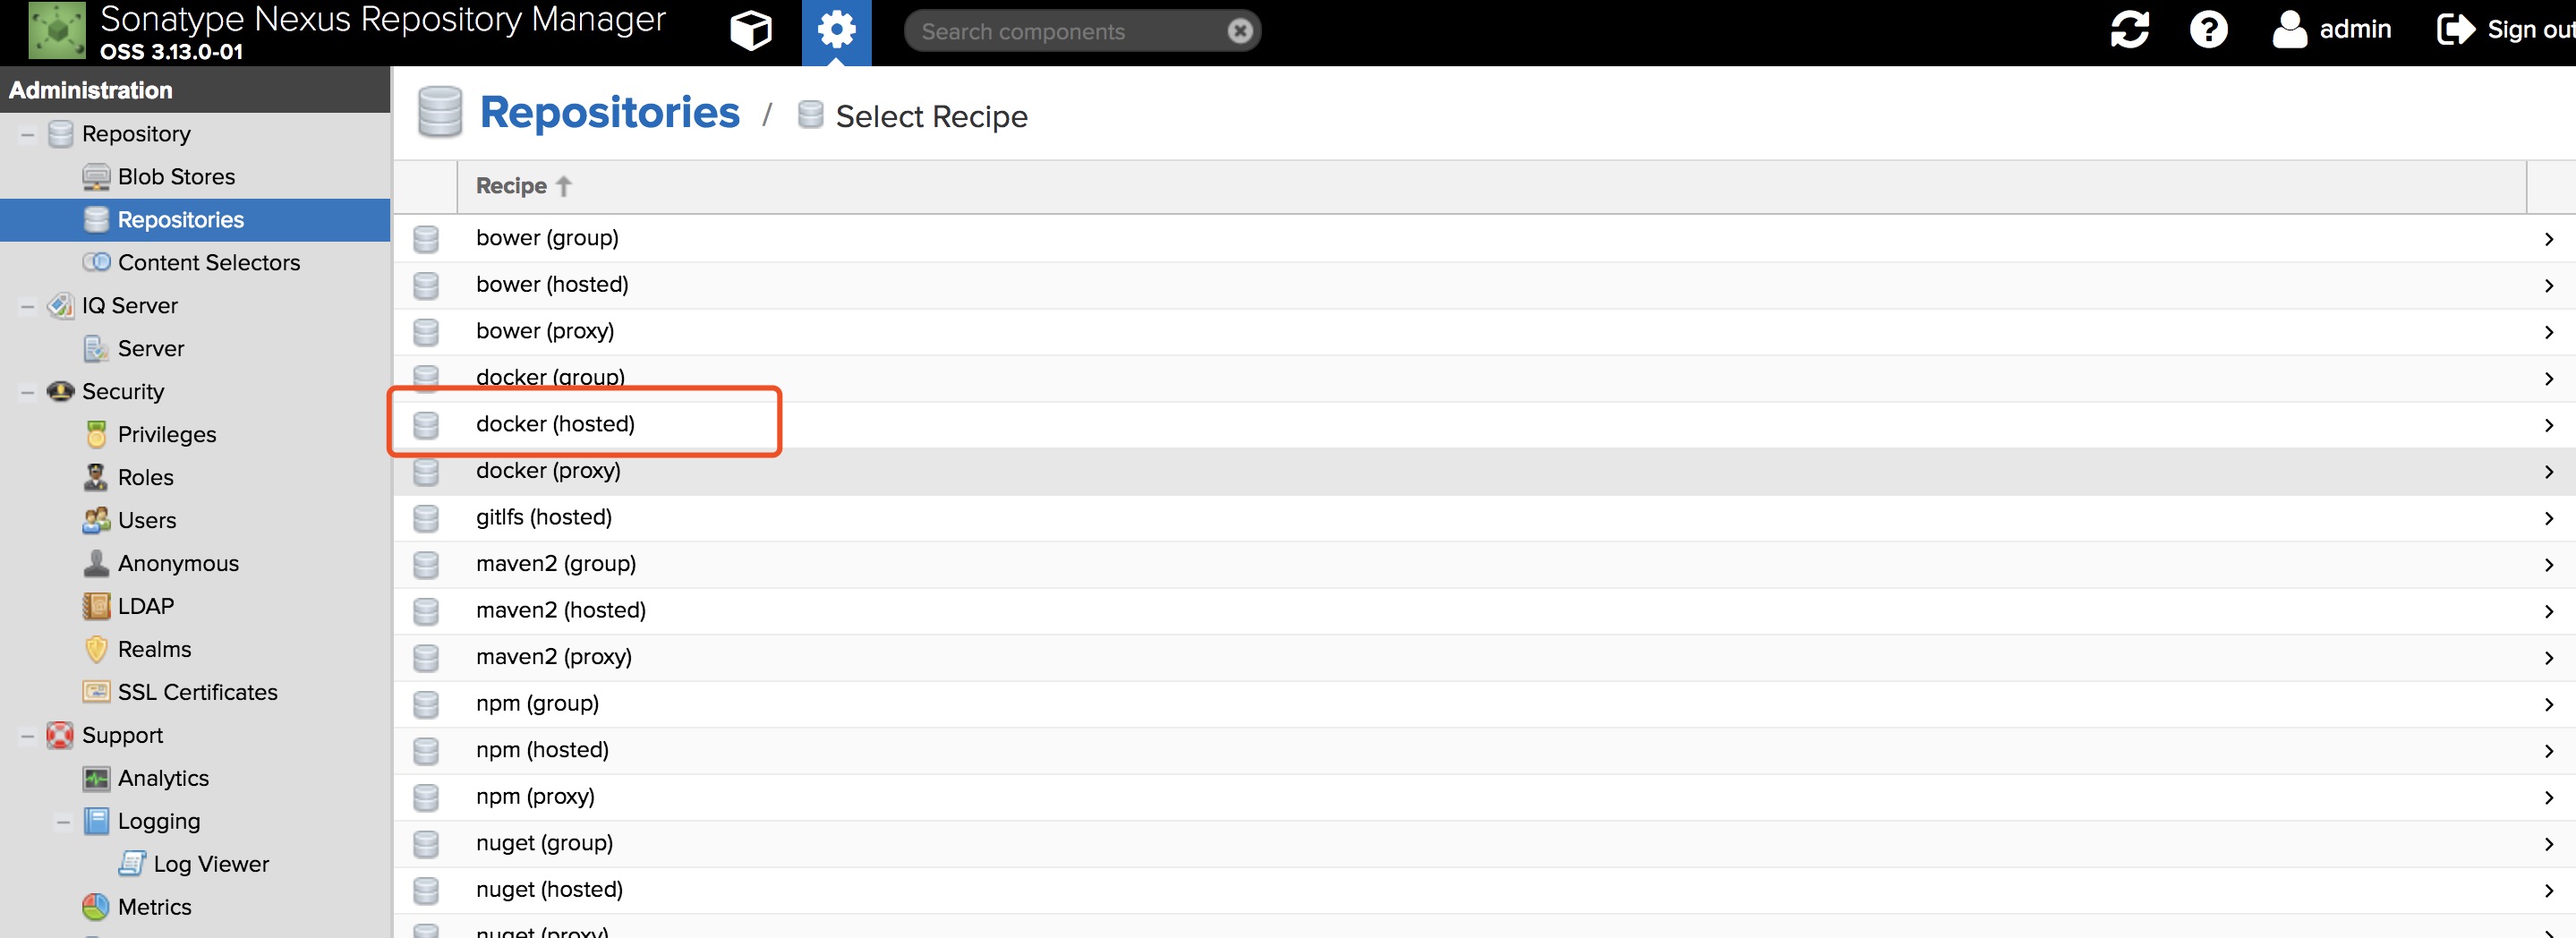 Sonatype Nexus Repository Manager
OSS 3.13.0-01
Search components
admin
Sign out
Administration
Repository
Blob Stores
Repositories
Content Selectors
IQ Server
Server
Security
Privileges
Roles
Users
Anonymous
LDAP
Realms
SSL Certificates
Support
Analytics
Logging
Log Viewer
Metrics
Repositories / Select Recipe
Recipe
bower (group)
bower (hosted)
bower (proxy)
docker (group)
docker (hosted)
docker (proxy)
gitlfs (hosted)
maven2 (group)
maven2 (hosted)
maven2 (proxy)
npm (group)
npm (hosted)
npm (proxy)
nuget (group)
nuget (hosted)
nuget (proxy)